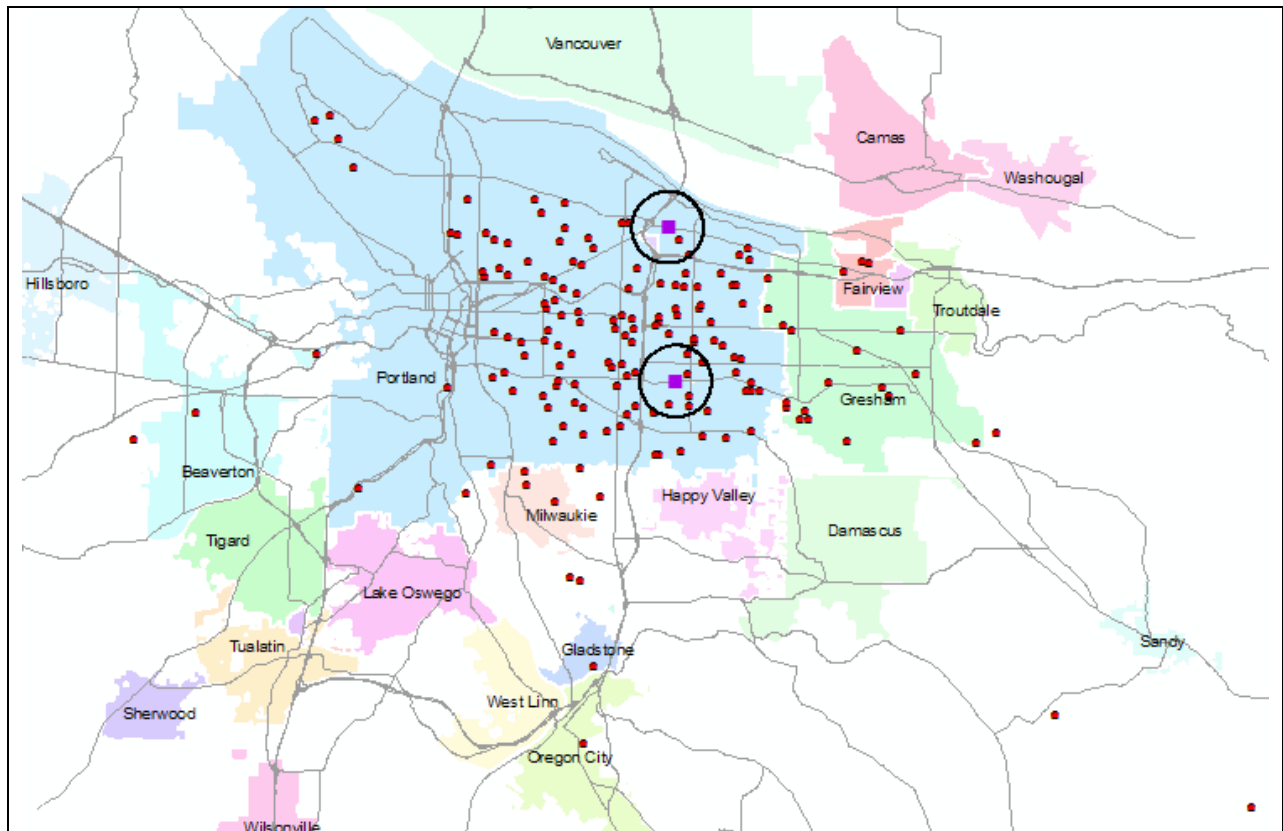 Vancouver
Camas
Washougal
Hillsboro
Fairview
Troutdale
Portland
Gresham
Beaverton
Happy Valley
Milwaukie
Damascus
Tigard
Lake Oswego
Tualatin
Gladstone
Sandy
West Linn
Sherwood
Oregon City
Wilsonville